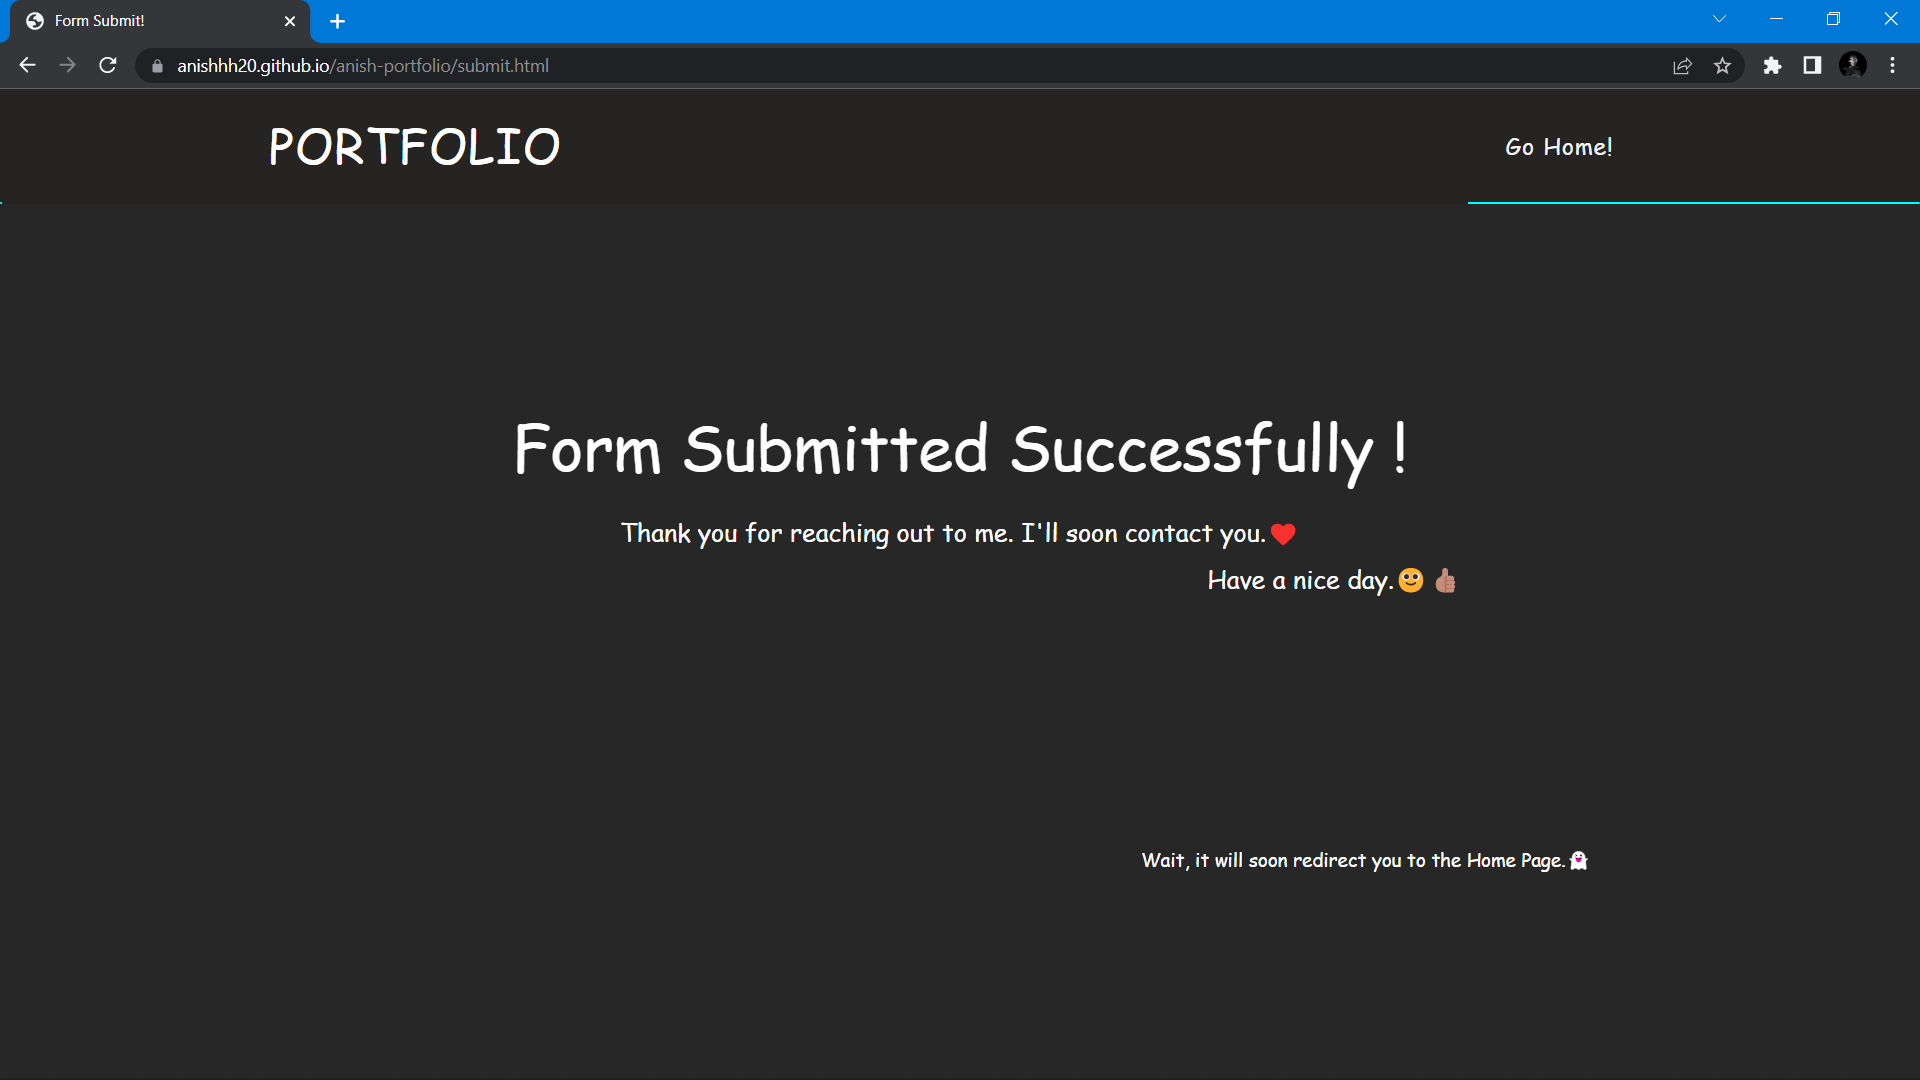 Form Submit!
anishhh20.github.io/anish-portfolio/submit.html
PORTFOLIO
Go Home!
Form Submitted Successfully !
Thank you for reaching out to me. I'll soon contact you.❤️
Have a nice day.🙂 👍🏽
Wait, it will soon redirect you to the Home Page.👻